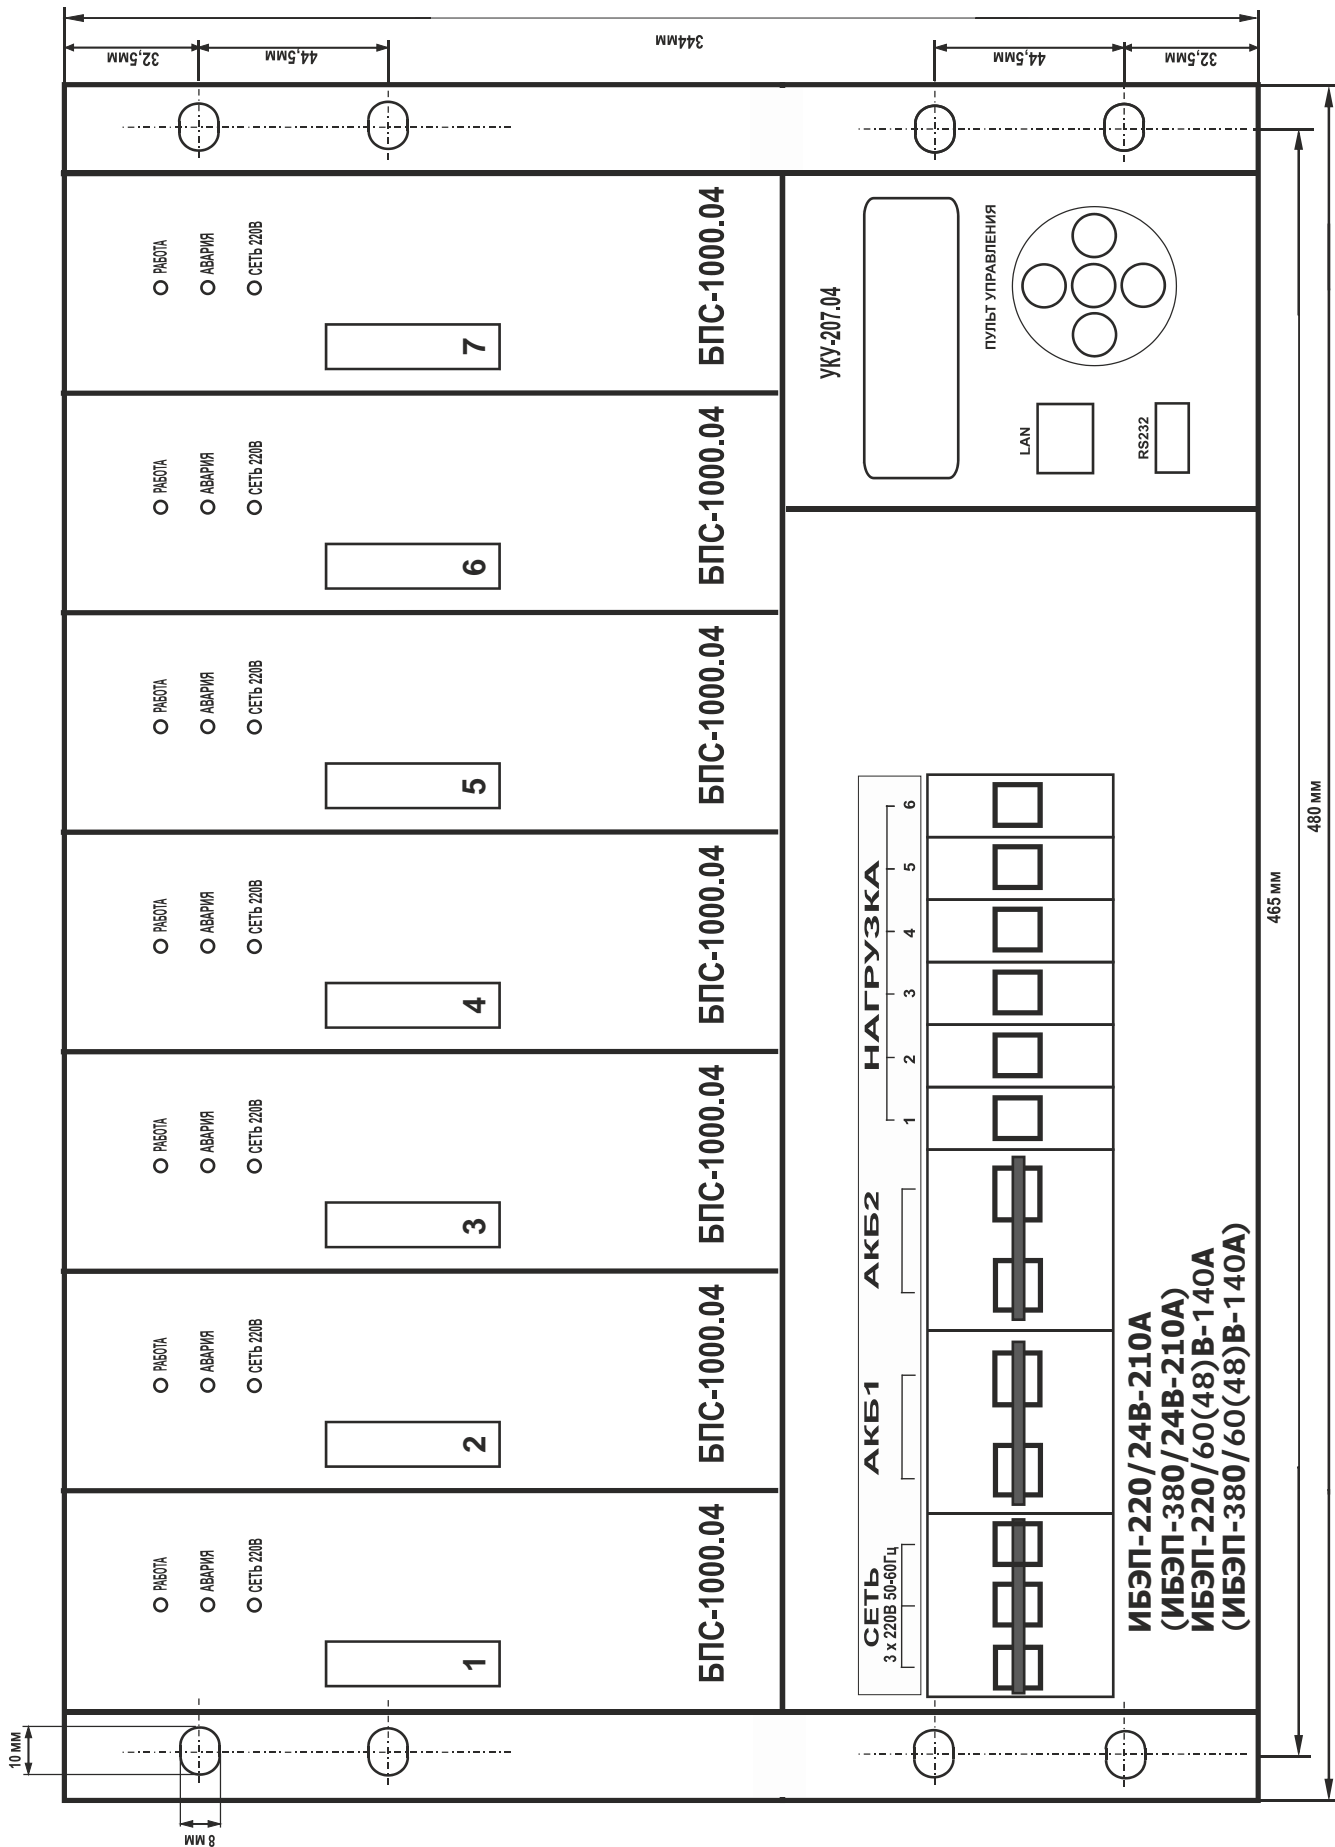 344мм
32,5мм
44,5мм
44,5мм
32,5мм
10 мм
8 мм
465 мм
480 мм
РАБОТА
АВАРИЯ
СЕТЬ 220В
1
БПС-1000.04
РАБОТА
АВАРИЯ
СЕТЬ 220В
2
БПС-1000.04
РАБОТА
АВАРИЯ
СЕТЬ 220В
3
БПС-1000.04
РАБОТА
АВАРИЯ
СЕТЬ 220В
4
БПС-1000.04
РАБОТА
АВАРИЯ
СЕТЬ 220В
5
БПС-1000.04
РАБОТА
АВАРИЯ
СЕТЬ 220В
6
БПС-1000.04
РАБОТА
АВАРИЯ
СЕТЬ 220В
7
БПС-1000.04
СЕТЬ
3 x 220В 50-60Гц
АКБ1
АКБ2
НАГРУЗКА
1 2 3 4 5 6
УКУ-207.04
ПУЛЬТ УПРАВЛЕНИЯ
LAN
RS232
ИБЭП-220/24В-210А
(ИБЭП-380/24В-210А)
ИБЭП-220/60(48)В-140А
(ИБЭП-380/60(48)В-140А)